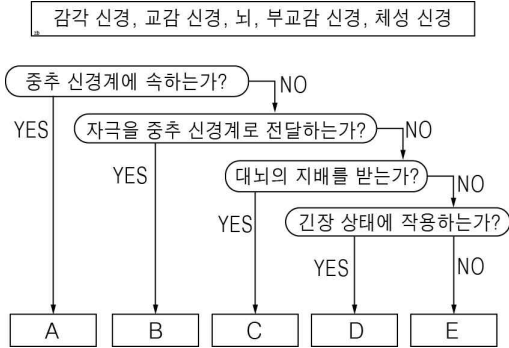 감각 신경, 교감 신경, 뇌, 부교감 신경, 체성 신경
중추 신경계에 속하는가?
NO
YES
자극을 중추 신경계로 전달하는가?
NO
YES
대뇌의 지배를 받는가?
NO
YES
긴장 상태에 작용하는가?
YES
NO
A
B
C
D
E